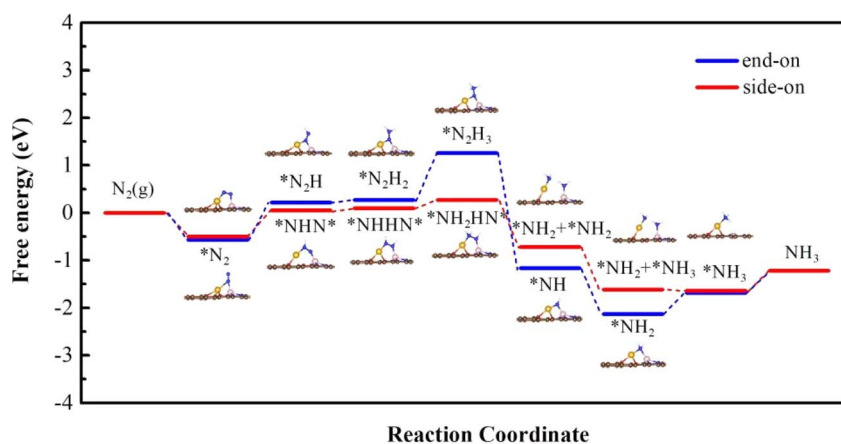 4
3
2
1
0
-1
-2
-3
-4
Free energy (eV)
Reaction Coordinate
end-on
side-on
N₂(g)
*N₂
*N₂H
*NHN*
*N₂H₂
*NHHN*
*N₂H₃
*NH₂HN*
*NH₂+*NH₂
*NH
*NH₂+*NH₃
*NH₂
*NH₃
NH₃